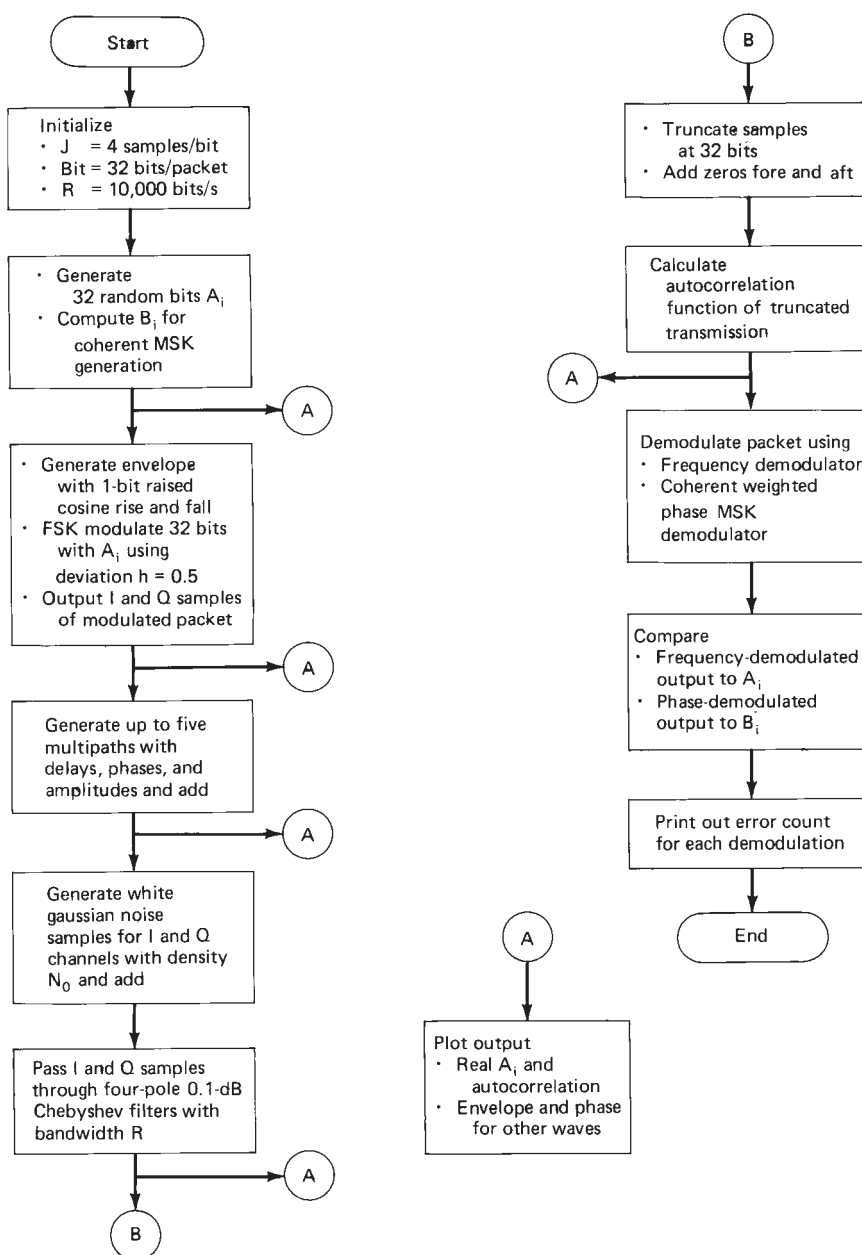 Start
Initialize
· J = 4 samples/bit
· Bit = 32 bits/packet
· R = 10,000 bits/s
· Generate
32 random bits Ai
· Compute Bi for
coherent MSK
generation
A
· Generate envelope
with 1-bit raised
cosine rise and fall
· FSK modulate 32 bits
with Ai using
deviation h = 0.5
· Output I and Q samples
of modulated packet
A
Generate up to five
multipaths with
delays, phases, and
amplitudes and add
A
Generate white
gaussian noise
samples for I and Q
channels with density
N0 and add
Pass I and Q samples
through four-pole 0.1-dB
Chebyshev filters with
bandwidth R
A
B
B
· Truncate samples
at 32 bits
· Add zeros fore and aft
Calculate
autocorrelation
function of truncated
transmission
A
Demodulate packet using
· Frequency demodulator
· Coherent weighted
phase MSK
demodulator
Compare
· Frequency-demodulated
output to Ai
· Phase-demodulated
output to Bi
Print out error count
for each demodulation
End
A
Plot output
· Real Ai and
autocorrelation
· Envelope and phase
for other waves